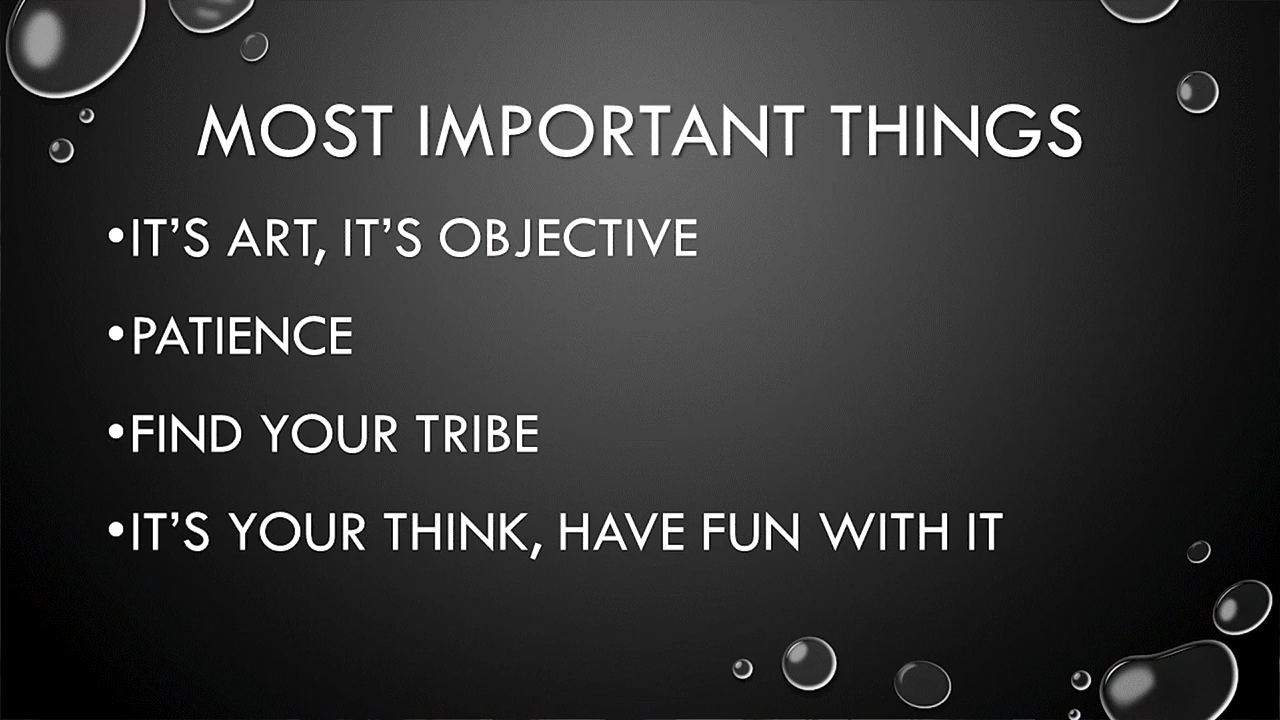 MOST IMPORTANT THINGS
•IT’S ART, IT’S OBJECTIVE
•PATIENCE
•FIND YOUR TRIBE
•IT’S YOUR THINK, HAVE FUN WITH IT